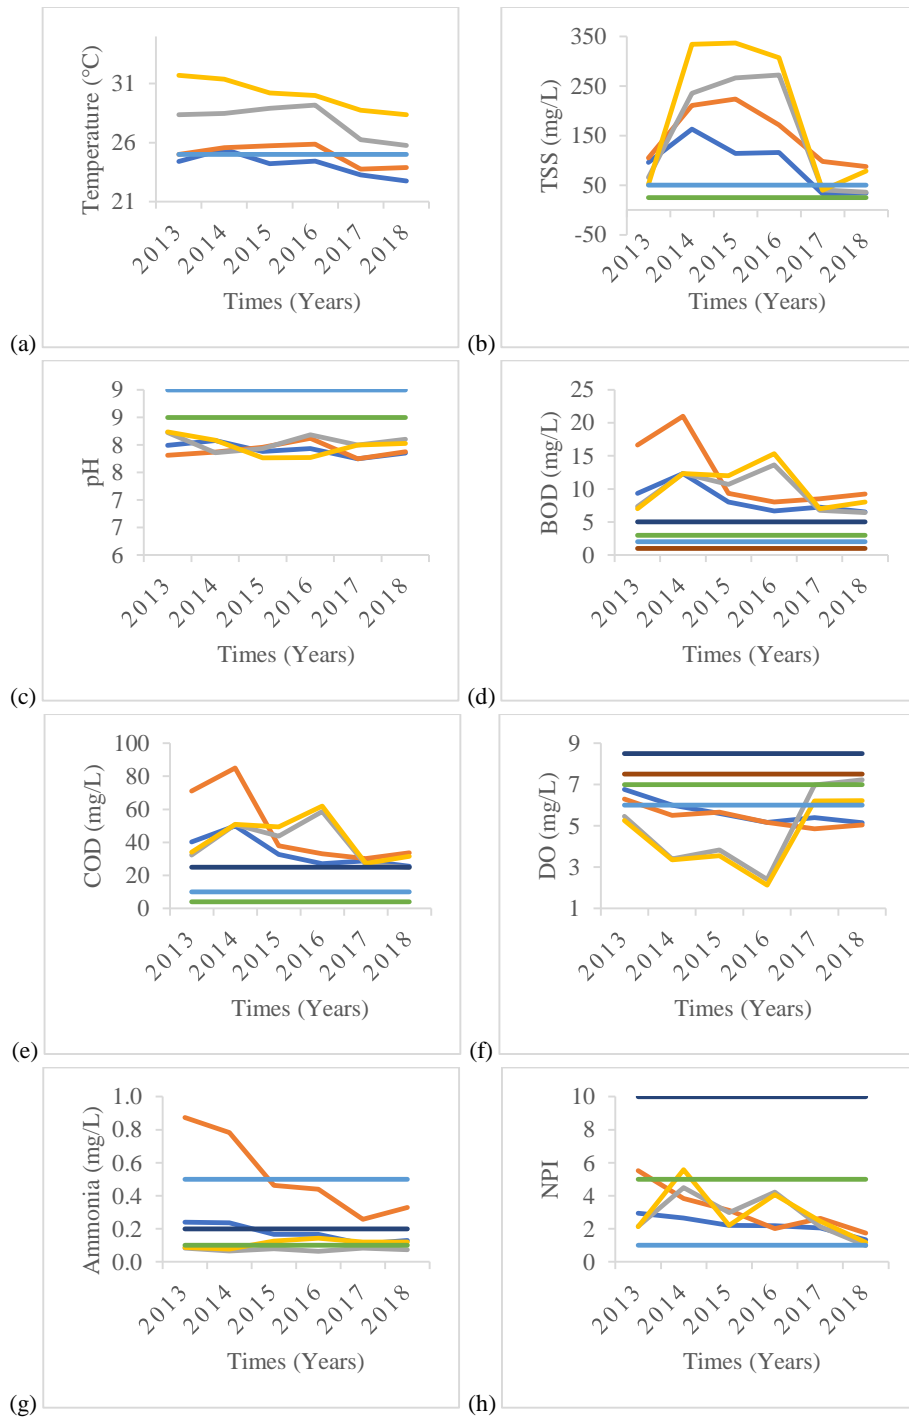 Temperature (°C)
31
26
21
2013 2014 2015 2016 2017 2018
Times (Years)
(a)
TSS (mg/L)
350
250
150
50
-50
2013 2014 2015 2016 2017 2018
Times (Years)
(b)
pH
9
9
8
8
7
7
6
2013 2014 2015 2016 2017 2018
Times (Years)
(c)
BOD (mg/L)
25
20
15
10
5
0
2013 2014 2015 2016 2017 2018
Times (Years)
(d)
COD (mg/L)
100
80
60
40
20
0
2013 2014 2015 2016 2017 2018
Times (Years)
(e)
DO (mg/L)
9
7
5
3
1
2013 2014 2015 2016 2017 2018
Times (Years)
(f)
Ammonia (mg/L)
1.0
0.8
0.6
0.4
0.2
0.0
2013 2014 2015 2016 2017 2018
Times (Years)
(g)
NPI
10
8
6
4
2
0
2013 2014 2015 2016 2017 2018
Times (Years)
(h)